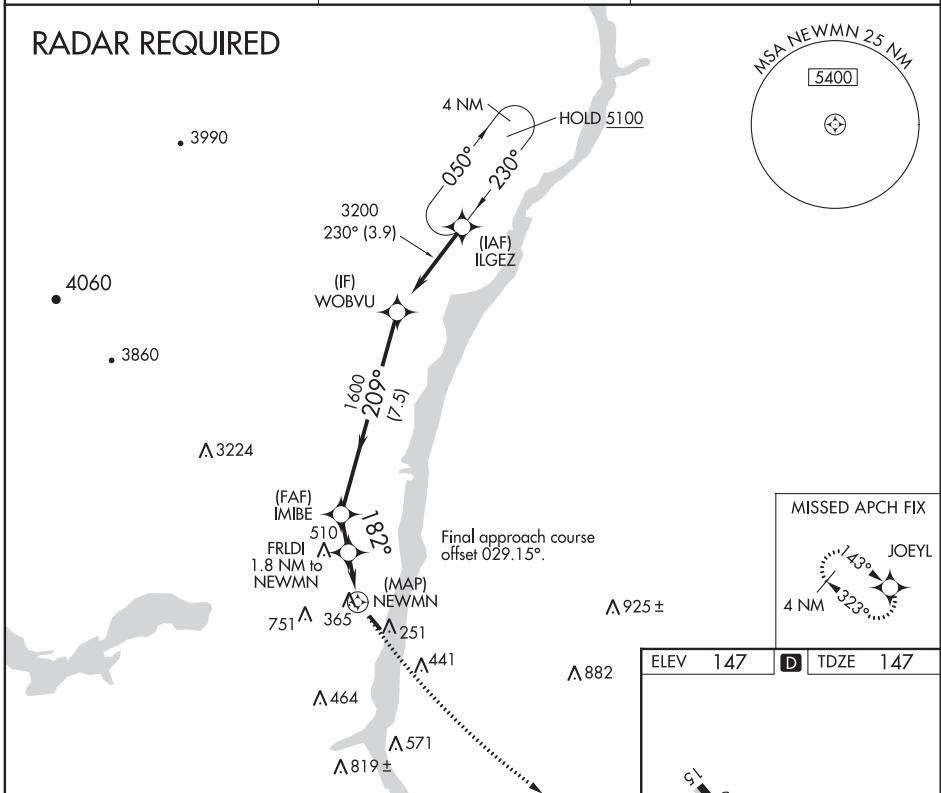 RADAR REQUIRED
MSA NEWMN 25 NM
5400
4 NM
HOLD 5100
3990
050°
230°
3200
230° (3.9)
(IAF)
ILGEZ
4060
(IF)
WOBVU
3860
1600
209°
(7.5)
3224
(FAF)
IMIBE
510
182°
FRLDI
1.8 NM to
NEWMN
Final approach course
offset 029.15°.
(MAP)
NEWMN
MISSED APCH FIX
JOEYL
143°
323°
4 NM
751
365
251
925 ±
441
882
464
571
819 ±
ELEV 147 D TDZE 147
15